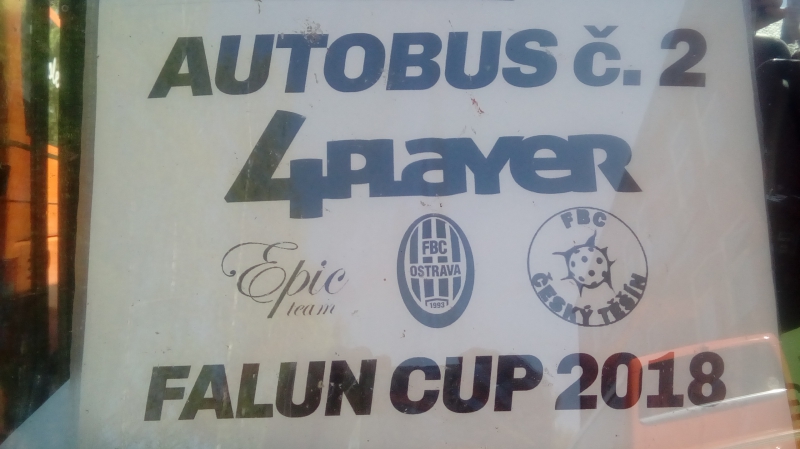 AUTOBUS č. 2
4PLAYER
Epic team
FBC OSTRAVA 1993
FBC ČESKÝ TĚŠÍN
FALUN CUP 2018